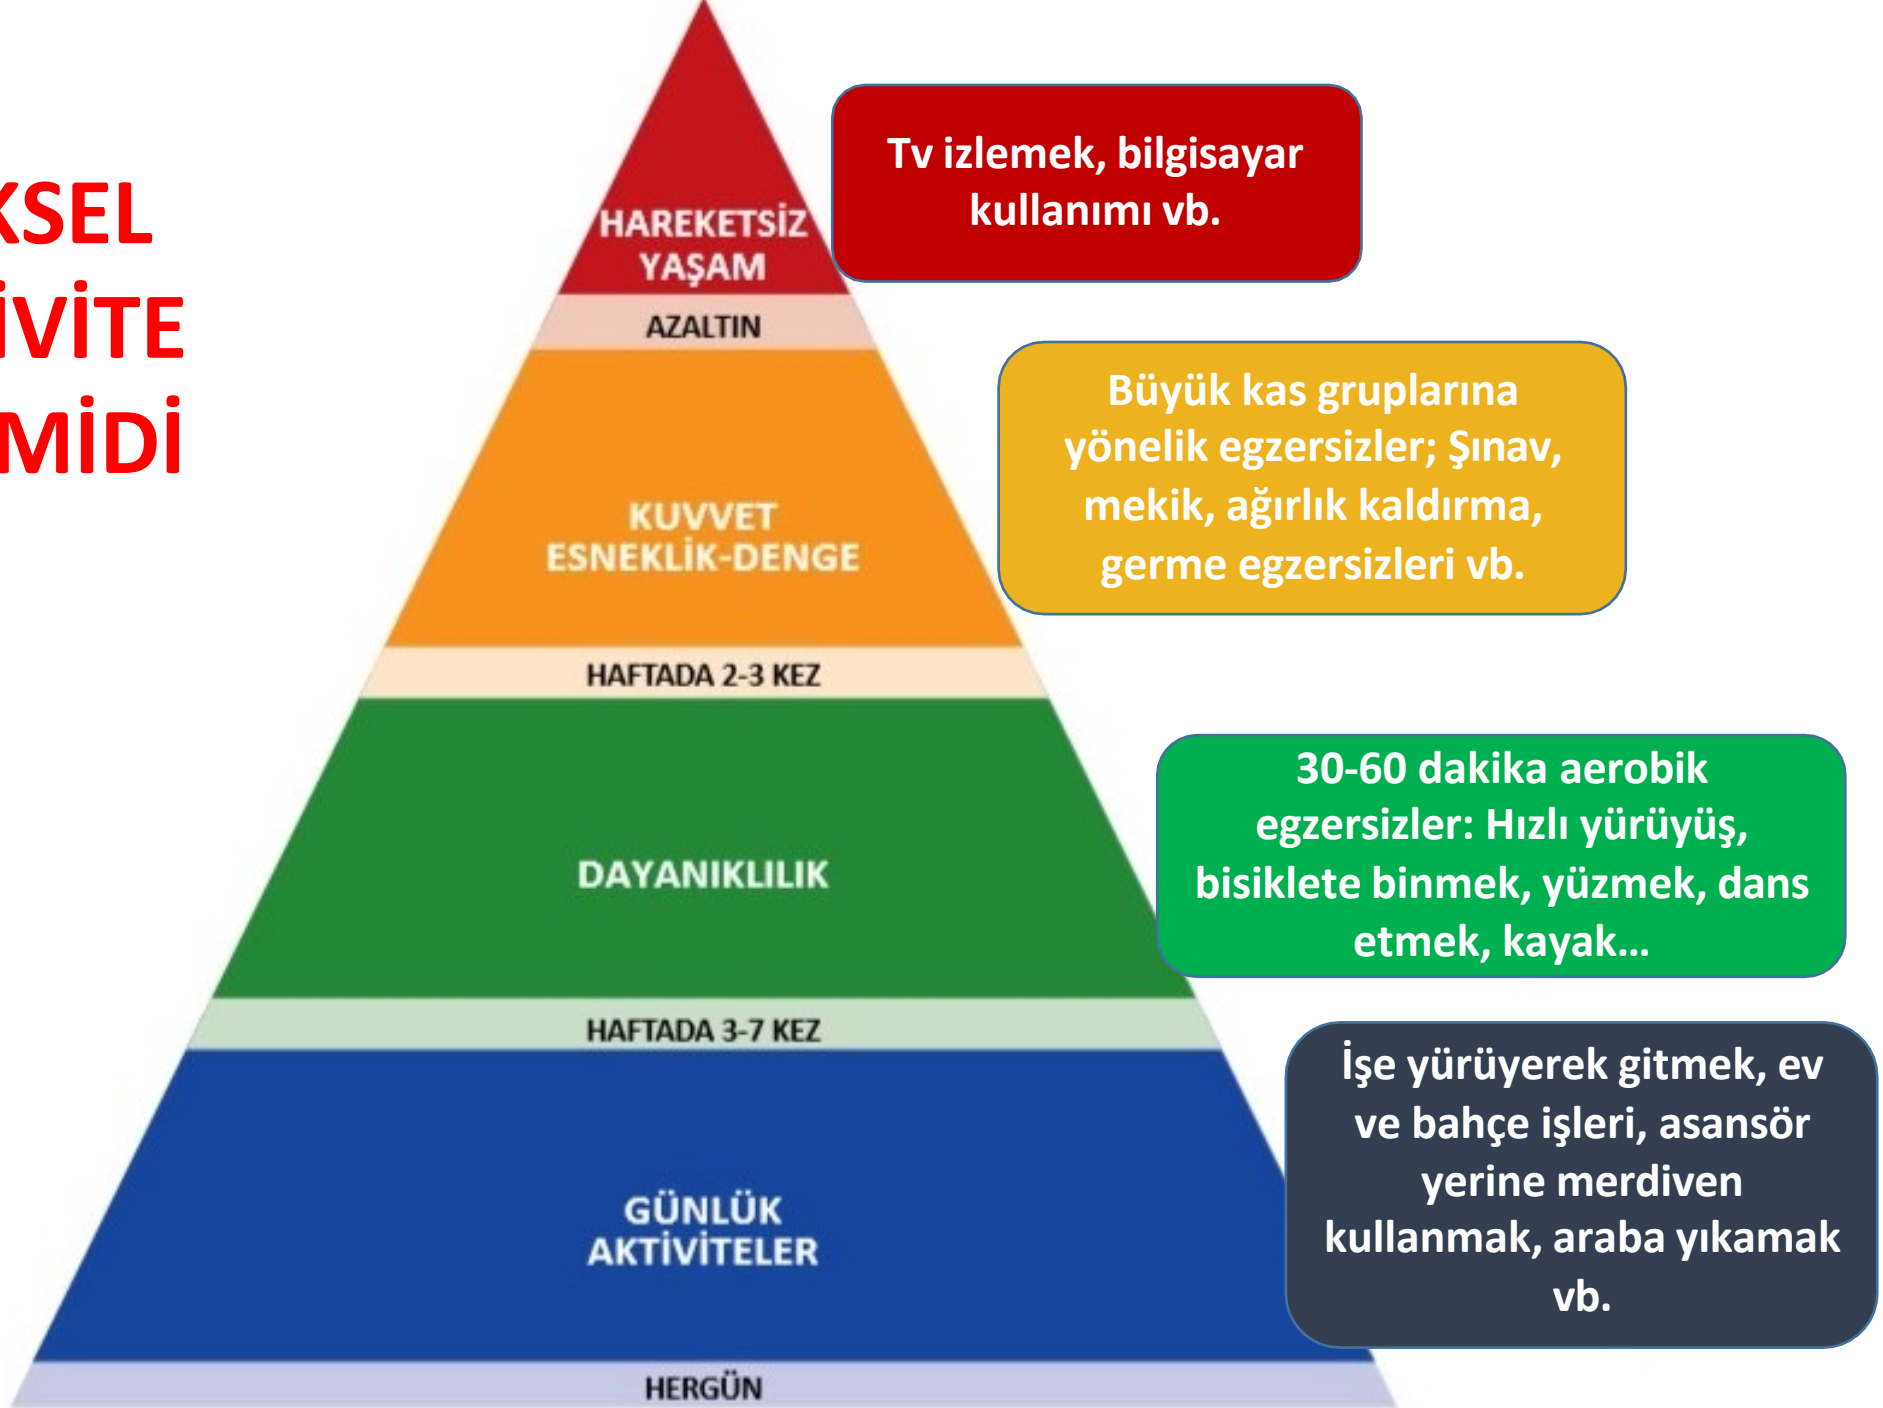 KSEL
İVİTE
MİDİ
HAREKETSİZ
YAŞAM
AZALTIN
Tv izlemek, bilgisayar
kullanımı vb.
KUVVET
ESNEKLİK-DENGE
HAFTADA 2-3 KEZ
Büyük kas gruplarına
yönelik egzersizler; Şınav,
mekik, ağırlık kaldırma,
germe egzersizleri vb.
DAYANIKLILIK
HAFTADA 3-7 KEZ
30-60 dakika aerobik
egzersizler: Hızlı yürüyüş,
bisiklete binmek, yüzmek, dans
etmek, kayak...
GÜNLÜK
AKTİVİTELER
HERGÜN
İşe yürüyerek gitmek, ev
ve bahçe işleri, asansör
yerine merdiven
kullanmak, araba yıkamak
vb.